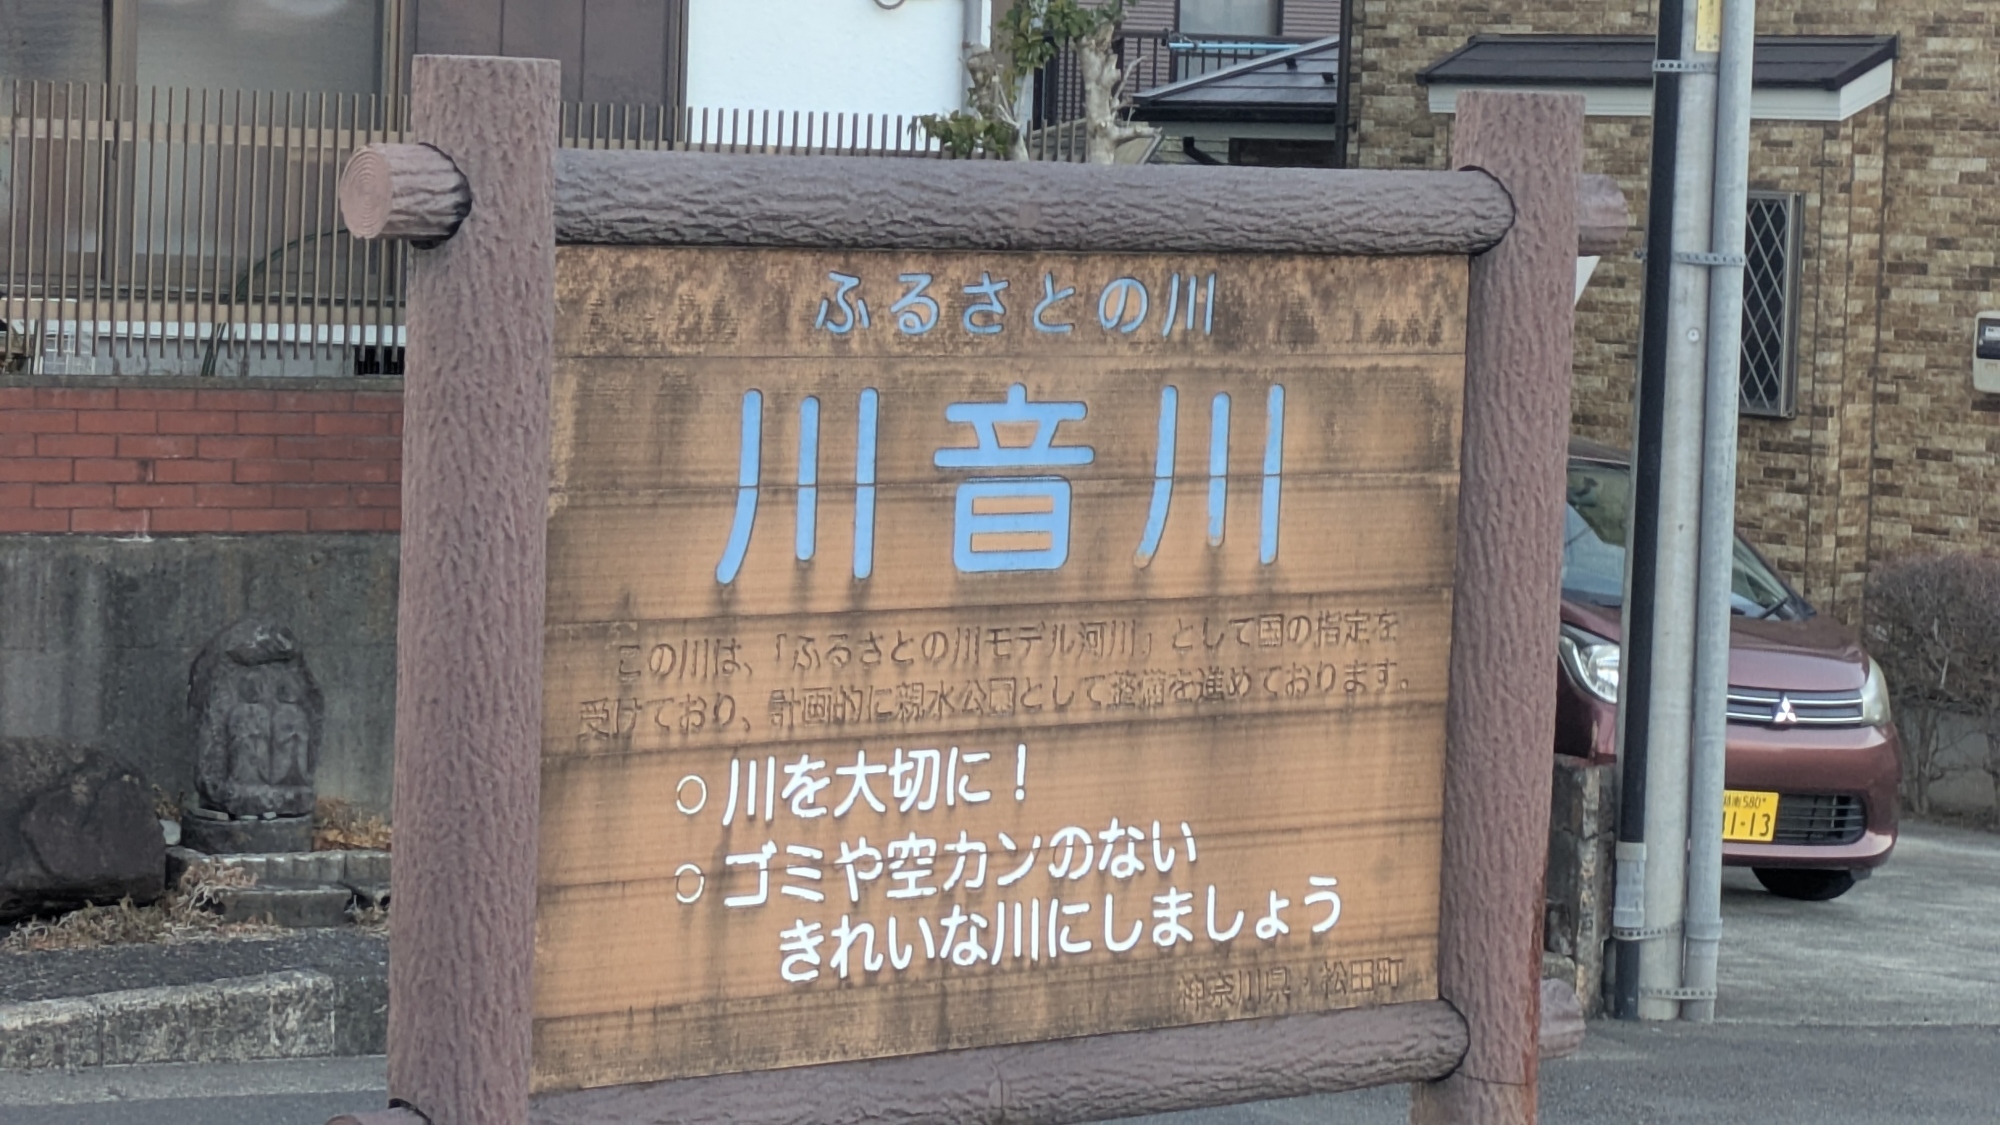 ふるさとの川
川音川
この川は、「ふるさとの川モデル河川」として国の指定を
受けており、計画的に親水公園として整備を進めております。
○川を大切に！
○ゴミや空カンのない
きれいな川にしましょう
神奈川県・松田町
580
11-13